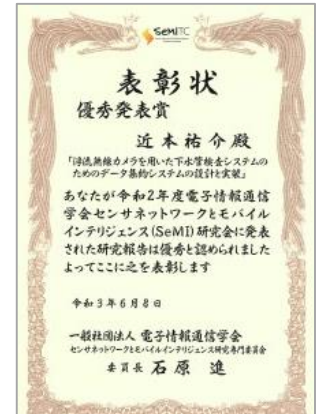 SeMITC
表彰状
優秀発表賞
近本祐介殿
「浮流無線カメラを用いた下水管検査システムの
ためのデータ集約システムの設計と実装」
あなたが令和2年度電子情報通信
学会センサネットワークとモバイル
インテリジェンス(SeMI)研究会に発表
された研究報告は優秀と認められました
よってここに之を表彰します
令和3年6月8日
一般社団法人 電子情報通信学会
センサネットワークとモバイルインテリジェンス研究専門委員会
委員長 石原 進